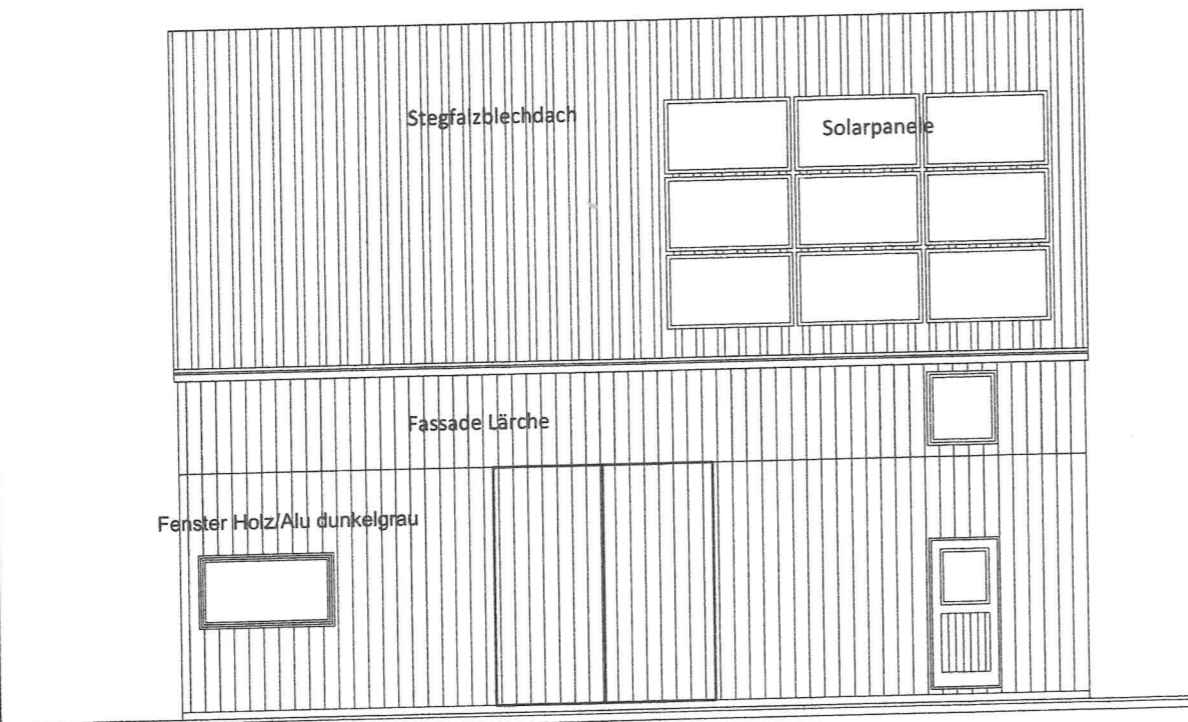 Stegfalzblechdach
Solarpanele
Fassade Lärche
Fenster Holz/Alu dunkelgrau